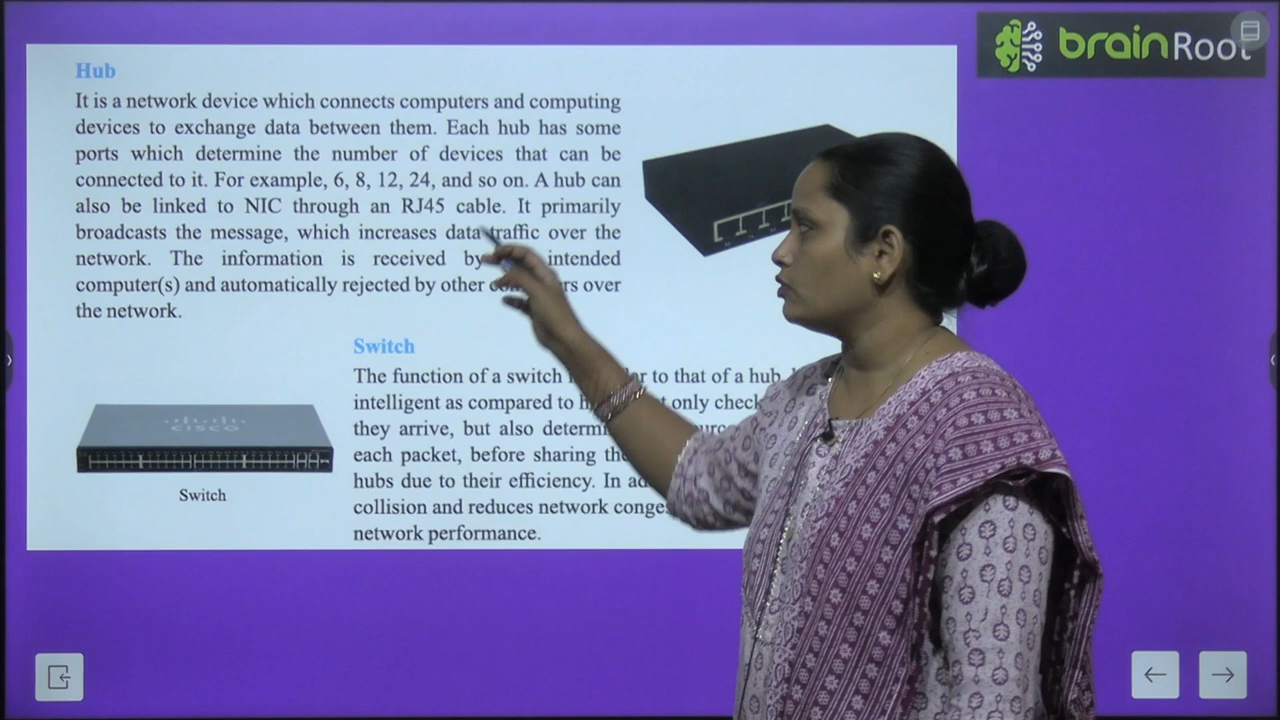 brainRoot
Hub
It is a network device which connects computers and computing
devices to exchange data between them. Each hub has some
ports which determine the number of devices that can be
connected to it. For example, 6, 8, 12, 24, and so on. A hub can
also be linked to NIC through an RJ45 cable. It primarily
broadcasts the message, which increases data traffic over the
network. The information is received by intended
computer(s) and automatically rejected by other over
the network.
Switch
The function of a switch to that of a hub,
intelligent as compared to only check
they arrive, but also
each packet, before sharing
hubs due to their efficiency. In
collision and reduces network
network performance.
CISCO
Switch